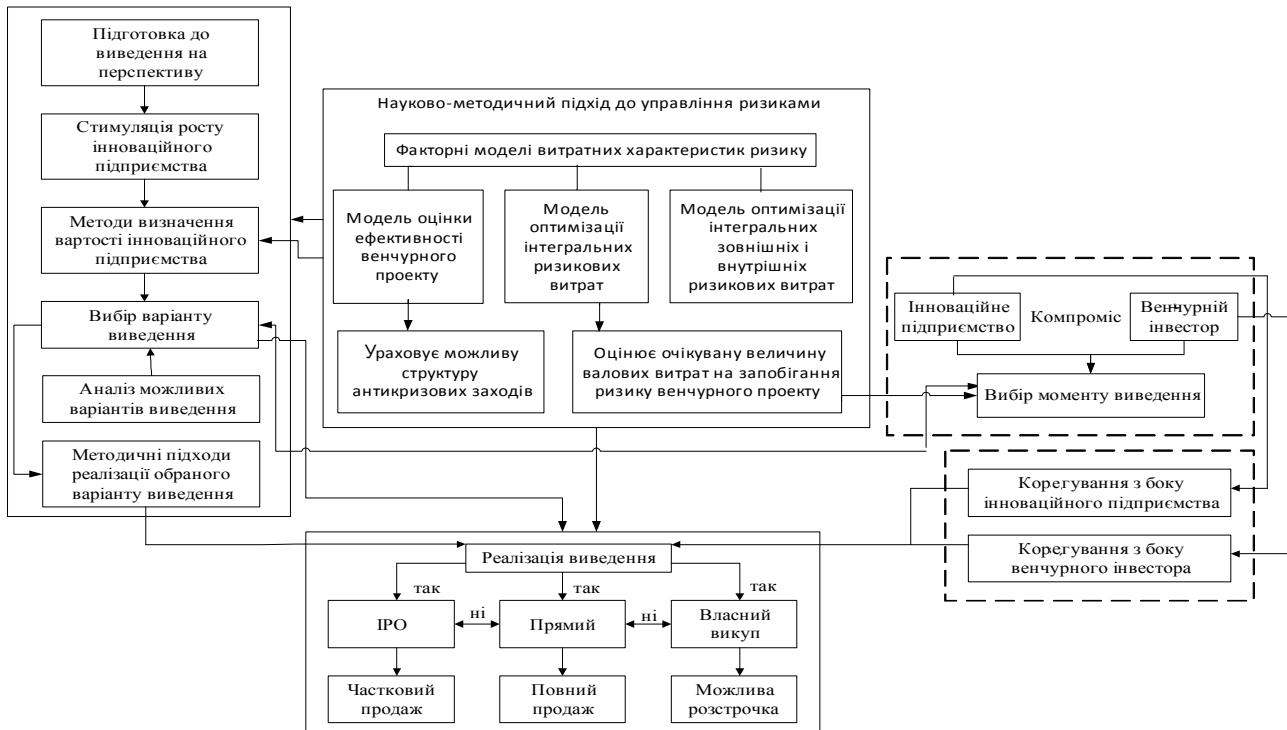 Підготовка до
виведення на
перспективу
Стимуляція росту
інноваційного
підприємства
Методи визначення
вартості інноваційного
підприємства
Вибір варіанту
виведення
Аналіз можливих
варіантів виведення
Методичні підходи
реалізації обраного
варіанту виведення
Науково-методичний підхід до управління ризиками
Факторні моделі витратних характеристик ризику
Модель оцінки
ефективності
венчурного
проекту
Модель
оптимізації
інтегральних
ризикових
витрат
Модель оптимізації
інтегральних
зовнішніх і
внутрішніх
ризикових витрат
Ураховує можливу
структуру
антикризових заходів
Оцінює очікувану величину
валових витрат на запобігання
ризику венчурного проекту
Інноваційне
підприємство
Компроміс
Венчурній
інвестор
Вибір моменту виведення
Корегування з боку
інноваційного підприємства
Корегування з боку
венчурного інвестора
Реалізація виведення
так
так
так
IPO
ні
Прямий
ні
Власний
викуп
Частковий
продаж
Повний
продаж
Можлива
розстрочка